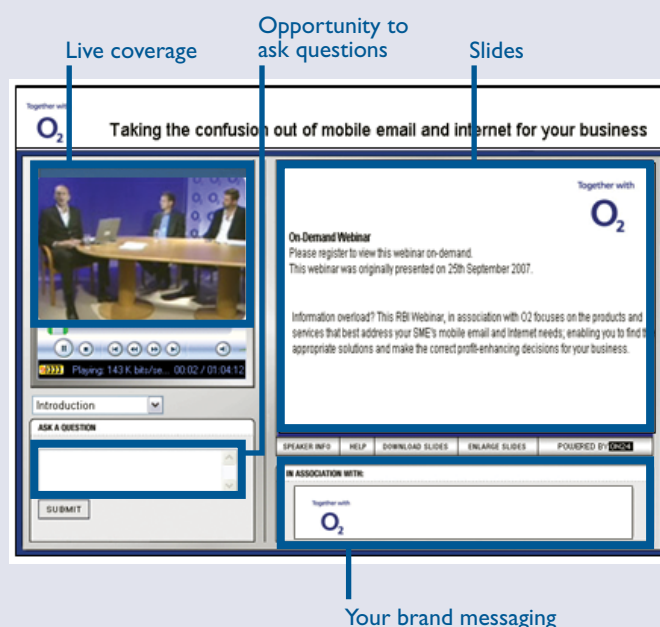 Live coverage
Opportunity to
ask questions
Slides
Together with
O2
Taking the confusion out of mobile email and internet for your business
Together with
O2
On-Demand Webinar
Please register to view this webinar on-demand.
This webinar was originally presented on 25th September 2007.
Information overload? This RBI Webinar, in association with O2 focuses on the products and
services that best address your SME's mobile email and Internet needs; enabling you to find
appropriate solutions and make the correct profit-enhancing decisions for your business.
Playing: 143 K bits/se... 00:02 / 01:04:12
Introduction
ASK A QUESTION
SUBMIT
SPEAKER INFO
HELP
DOWNLOAD SLIDES
ENLARGE SLIDES
POWERED BY ON24
IN ASSOCIATION WITH:
Together with
O2
Your brand messaging